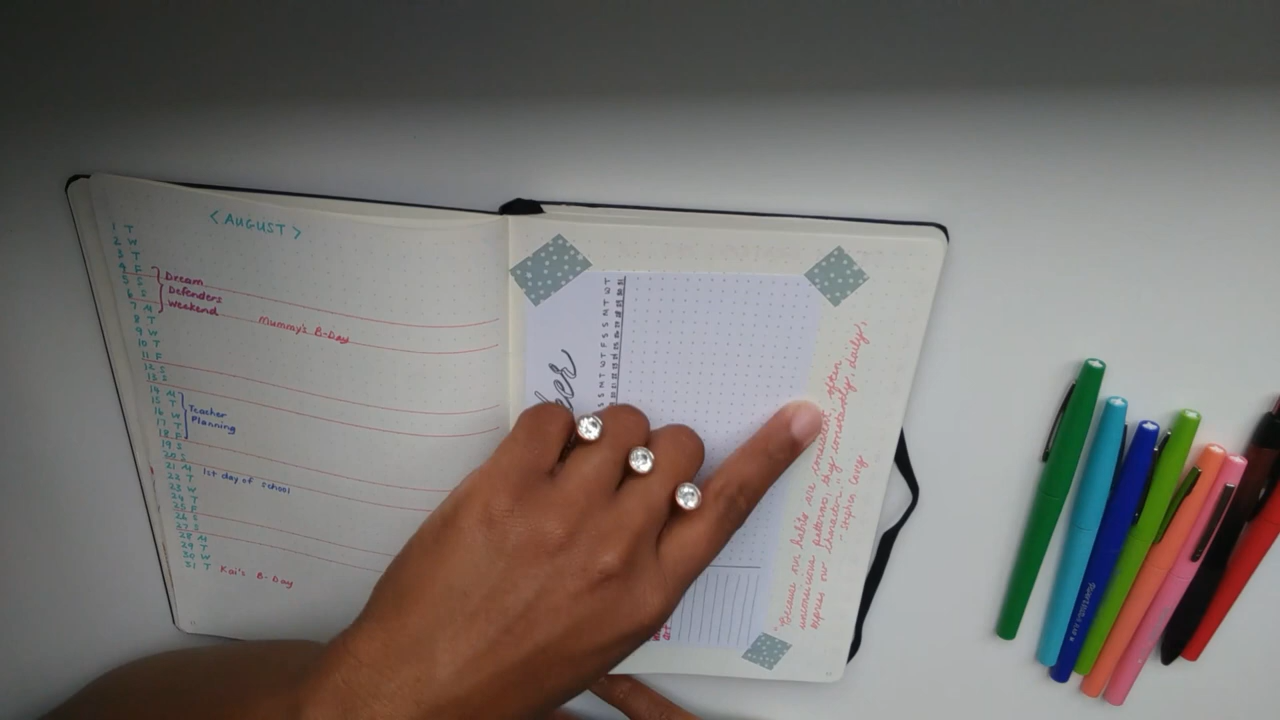 < AUGUST >
1 T
2 W
3 T
4 F
5 S
6 S
7 M
Dream
Defenders
Weekend
8 T
Mummy's B-Day
9 W
10 T
11 F
12 S
13 S
14 M
15 T
16 W
17 T
18 F
Teacher
Planning
19 S
20 S
21 M 1st day of school
22 T
23 W
24 T
25 F
26 S
27 S
28 M
29 T
30 W
31 T Kai's B-Day
S S M T W T F S S M T W T
"Because our habits are consistent, often
unconscious patterns, they constantly, daily,
express our character."
- Stephen Covey